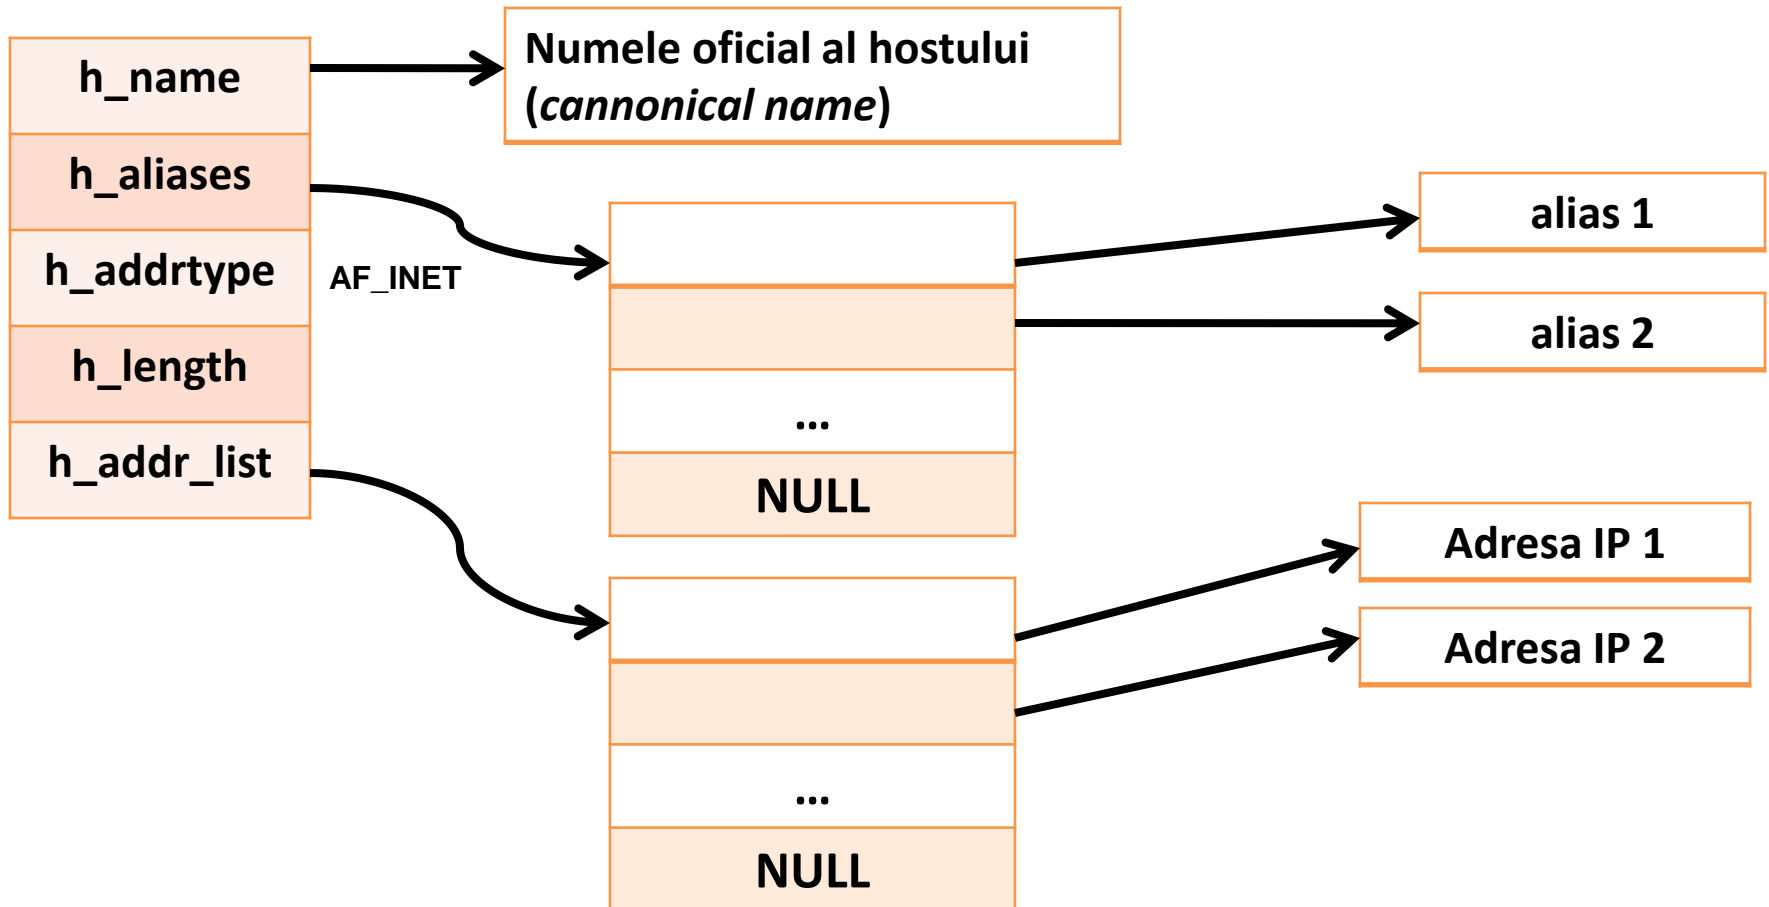 h_name
h_aliases
h_addrtype
h_length
h_addr_list
AF_INET
Numele oficial al hostului
(cannonical name)
...
NULL
alias 1
alias 2
...
NULL
Adresa IP 1
Adresa IP 2